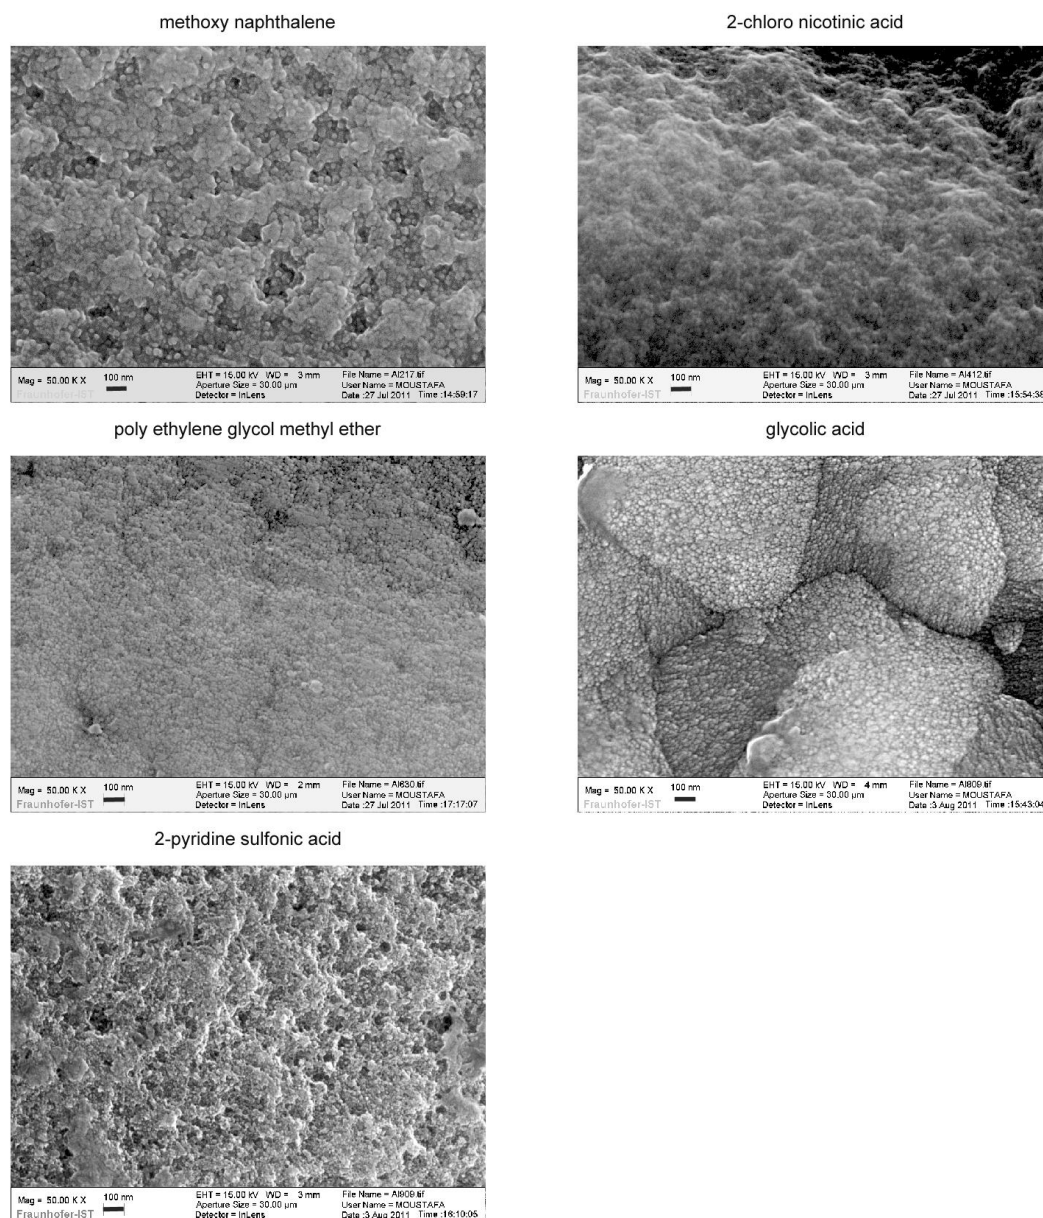 methoxy naphthalene
2-chloro nicotinic acid
Mag = 50.00 K X 100 nm EHT = 15.00 kV WD = 3 mm File Name = Al217.tif
Aperture Size = 30.00 µm User Name = MOUSTAFA
Fraunhofer-IST Detector = InLens Date :27 Jul 2011 Time :14:59:17
Mag = 50.00 K X 100 nm EHT = 15.00 kV WD = 3 mm File Name = Al412.tif
Aperture Size = 30.00 µm User Name = MOUSTAFA
Fraunhofer-IST Detector = InLens Date :27 Jul 2011 Time :15:54:38
poly ethylene glycol methyl ether
glycolic acid
Mag = 50.00 K X 100 nm EHT = 15.00 kV WD = 2 mm File Name = Al630.tif
Aperture Size = 30.00 µm User Name = MOUSTAFA
Fraunhofer-IST Detector = InLens Date :27 Jul 2011 Time :17:17:07
Mag = 50.00 K X 100 nm EHT = 15.00 kV WD = 4 mm File Name = Al809.tif
Aperture Size = 30.00 µm User Name = MOUSTAFA
Fraunhofer-IST Detector = InLens Date :3 Aug 2011 Time :15:43:04
2-pyridine sulfonic acid
Mag = 50.00 K X 100 nm EHT = 15.00 kV WD = 3 mm File Name = Al909.tif
Aperture Size = 30.00 µm User Name = MOUSTAFA
Fraunhofer-IST Detector = InLens Date :3 Aug 2011 Time :16:10:05